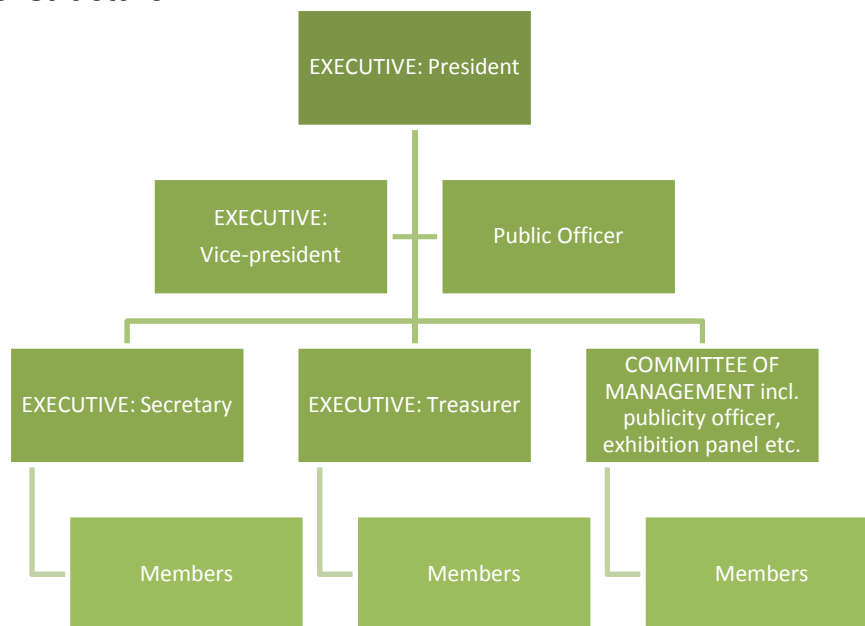 EXECUTIVE: President
EXECUTIVE:
Vice-president
Public Officer
EXECUTIVE: Secretary
EXECUTIVE: Treasurer
COMMITTEE OF
MANAGEMENT incl.
publicity officer,
exhibition panel etc.
Members
Members
Members